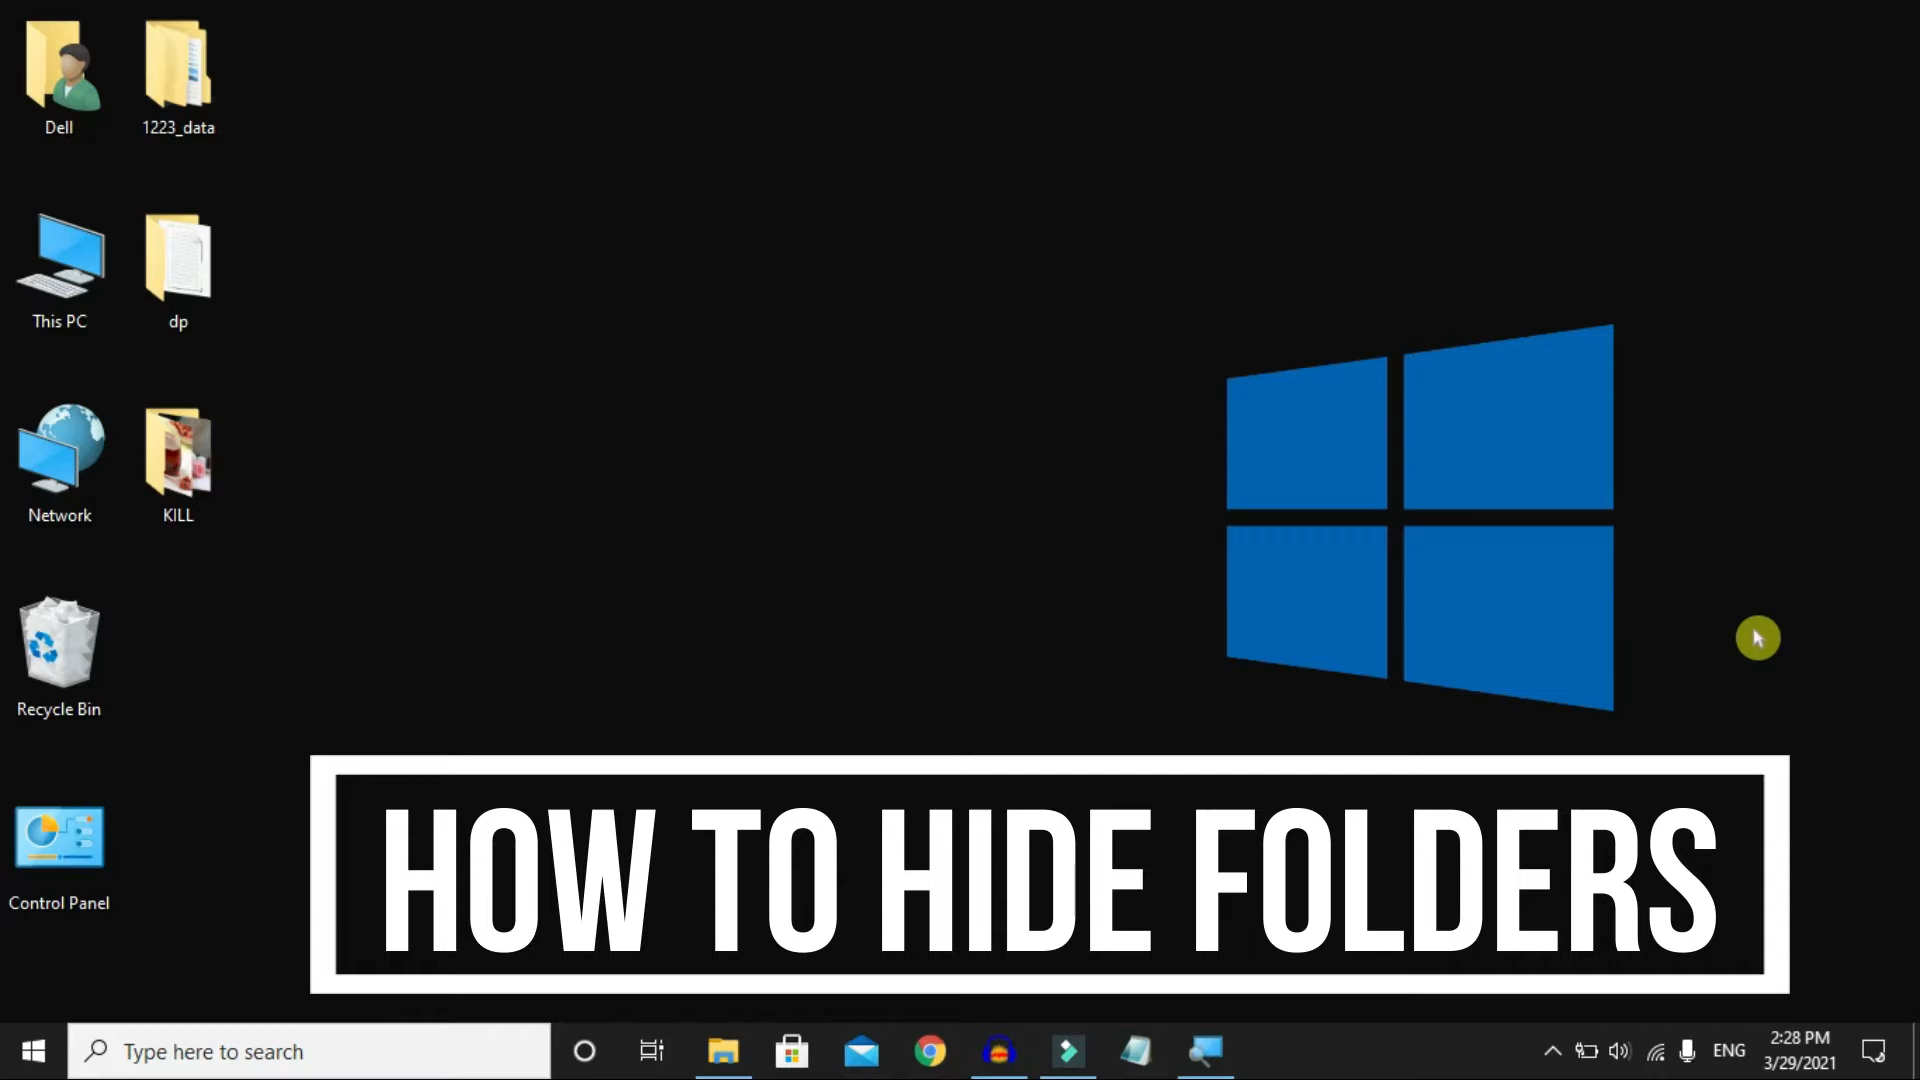 Dell
1223_data
This PC
dp
Network
KILL
Recycle Bin
Control Panel
HOW TO HIDE FOLDERS
Type here to search
ENG
2:28 PM
3/29/2021